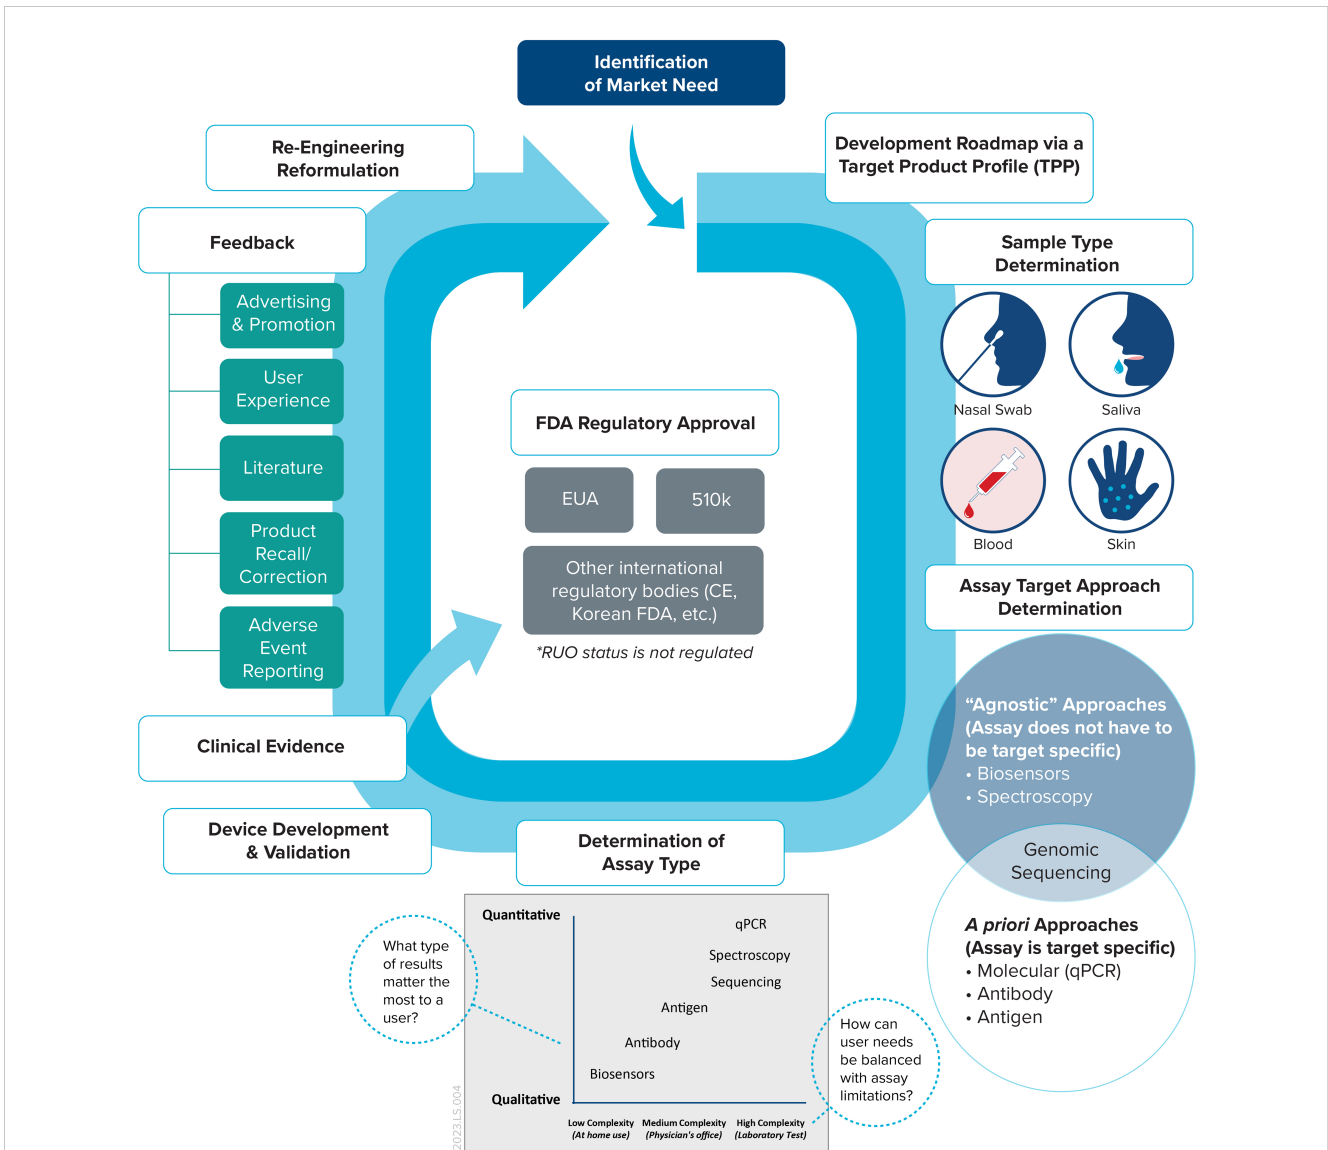 Identification
of Market Need
Development Roadmap via a
Target Product Profile (TPP)
Sample Type
Determination
Nasal Swab
Saliva
Blood
Skin
Assay Target Approach
Determination
“Agnostic” Approaches
(Assay does not have to
be target specific)
• Biosensors
• Spectroscopy
Genomic
Sequencing
A priori Approaches
(Assay is target specific)
• Molecular (qPCR)
• Antibody
• Antigen
Determination of
Assay Type
Quantitative
qPCR
Spectroscopy
Sequencing
Antigen
Antibody
Biosensors
Qualitative
Low Complexity
(At home use)
Medium Complexity
(Physician's office)
High Complexity
(Laboratory Test)
What type
of results
matter the
most to a
user?
How can
user needs
be balanced
with assay
limitations?
2023.LS.004
Device Development
& Validation
Clinical Evidence
FDA Regulatory Approval
EUA
510k
Other international
regulatory bodies (CE,
Korean FDA, etc.)
*RUO status is not regulated
Feedback
Advertising
& Promotion
User
Experience
Literature
Product
Recall/
Correction
Adverse
Event
Reporting
Re-Engineering
Reformulation